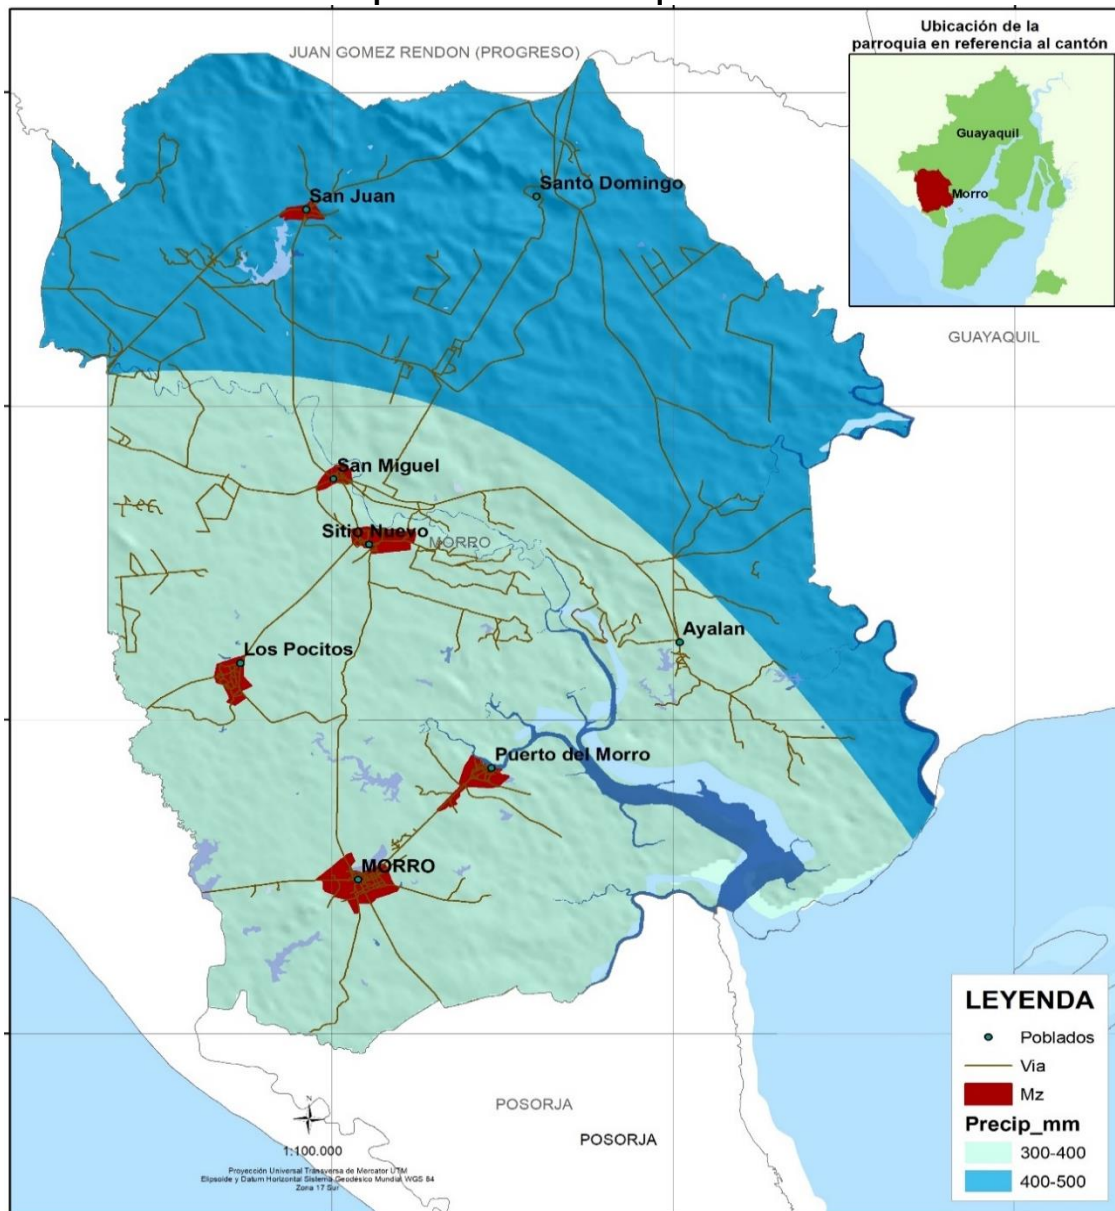 JUAN GOMEZ RENDON (PROGRESO)
Ubicación de la
parroquia en referencia al cantón
Guayaquil
Morro
San Juan
Santo Domingo
GUAYAQUIL
San Miguel
Sitio Nuevo
MORRO
Ayalan
Los Pocitos
Puerto del Morro
MORRO
LEYENDA
Poblados
Via
Mz
Precip_mm
300-400
400-500
POSORJA
POSORJA
N
1:100.000
Proyección Universal Transversa de Mercator UTM
Elipsoide y Datum Horizontal Sistema Geodésico Mundial WGS 84
Zona 17 Sur